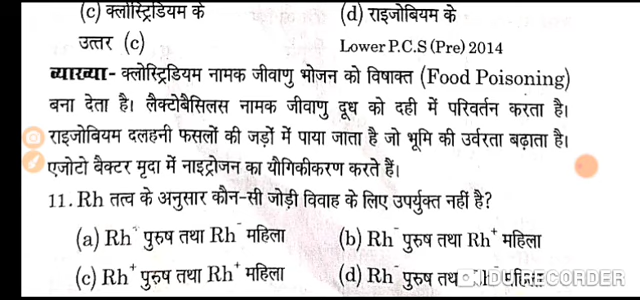 (c) क्लोस्ट्रिडियम के (d) राइजोबियम के
उत्तर (c) Lower P.C.S (Pre) 2014
व्याख्या- क्लोस्ट्रिडियम नामक जीवाणु भोजन को विषाक्त (Food Poisoning)
बना देता है। लैक्टोबैसिलस नामक जीवाणु दूध को दही में परिवर्तन करता है।
राइजोबियम दलहनी फसलों की जड़ों में पाया जाता है जो भूमि की उर्वरता बढ़ाता है।
एजोटो बैक्टर मृदा में नाइट्रोजन का यौगिकीकरण करते हैं।
11. Rh तत्व के अनुसार कौन-सी जोड़ी विवाह के लिए उपर्युक्त नहीं है?
(a) Rh⁺ पुरुष तथा Rh⁻ महिला (b) Rh⁻ पुरुष तथा Rh⁺ महिला
(c) Rh⁺ पुरुष तथा Rh⁺ महिला (d) Rh⁻ पुरुष महिला
RECORDER